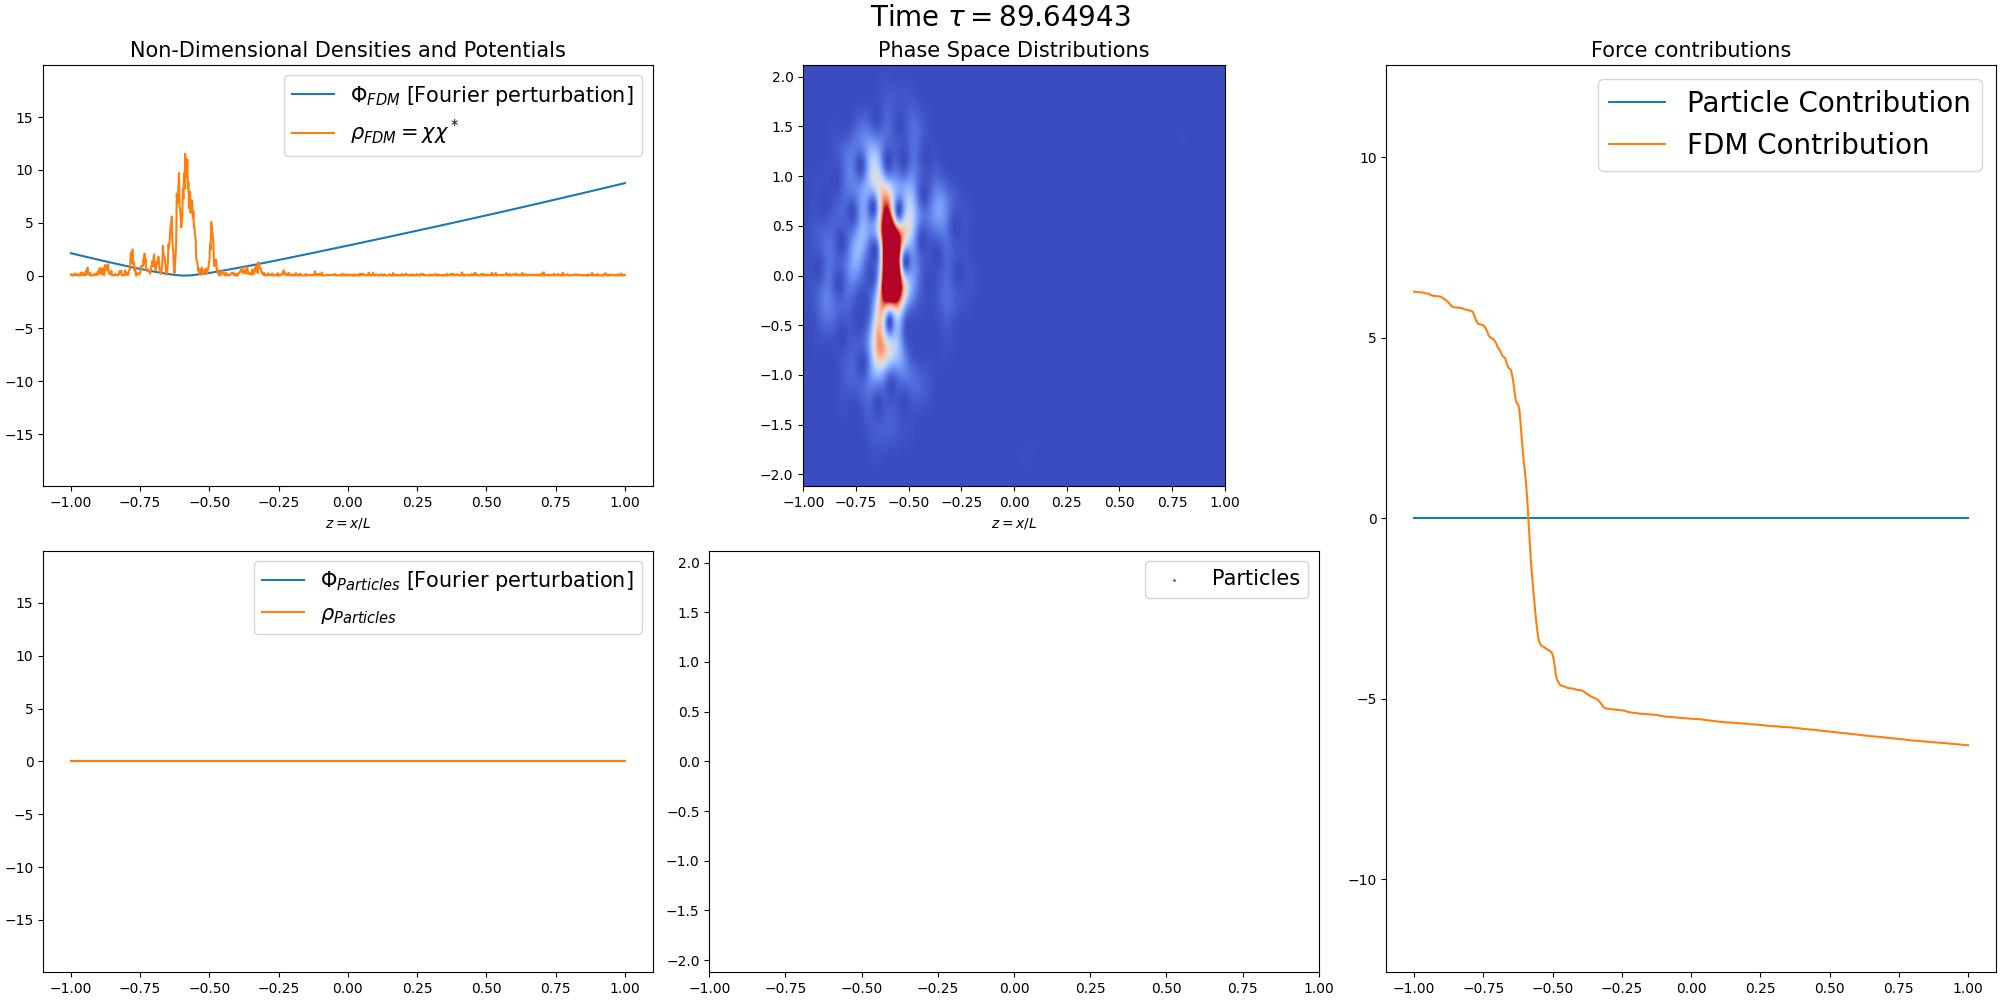 Time τ = 89.64943
Non-Dimensional Densities and Potentials
Φ_FDM [Fourier perturbation]
ρ_FDM = χχ*
15
10
5
0
−5
−10
−15
−1.00 −0.75 −0.50 −0.25 0.00 0.25 0.50 0.75 1.00
z = x/L
Phase Space Distributions
2.0
1.5
1.0
0.5
0.0
−0.5
−1.0
−1.5
−2.0
−1.00 −0.75 −0.50 −0.25 0.00 0.25 0.50 0.75 1.00
z = x/L
Force contributions
Particle Contribution
FDM Contribution
10
5
0
−5
−10
−1.00 −0.75 −0.50 −0.25 0.00 0.25 0.50 0.75 1.00
Φ_Particles [Fourier perturbation]
ρ_Particles
15
10
5
0
−5
−10
−15
−1.00 −0.75 −0.50 −0.25 0.00 0.25 0.50 0.75 1.00
Particles
2.0
1.5
1.0
0.5
0.0
−0.5
−1.0
−1.5
−2.0
−1.00 −0.75 −0.50 −0.25 0.00 0.25 0.50 0.75 1.00